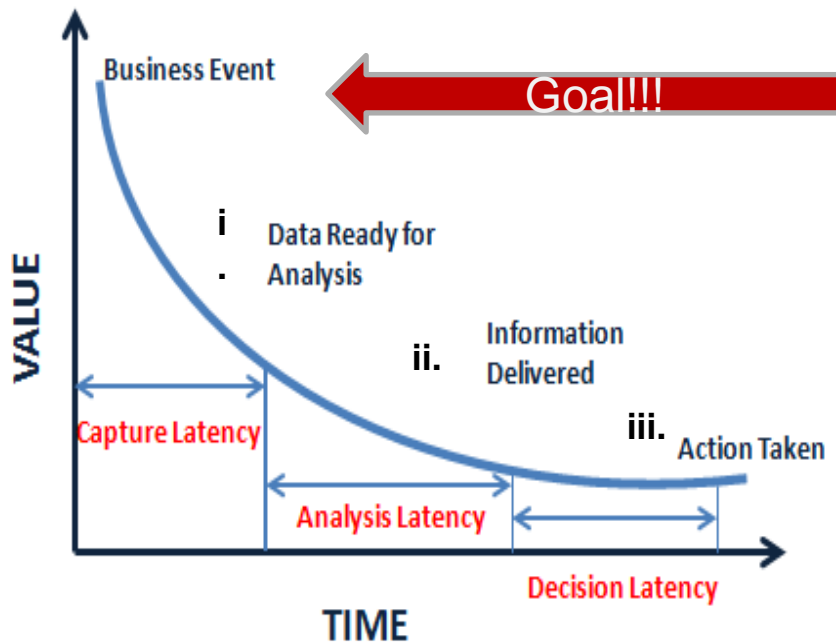 Business Event
Goal!!!
i
.
Data Ready for
Analysis
VALUE
ii.
Information
Delivered
iii.
Action Taken
Capture Latency
Analysis Latency
Decision Latency
TIME